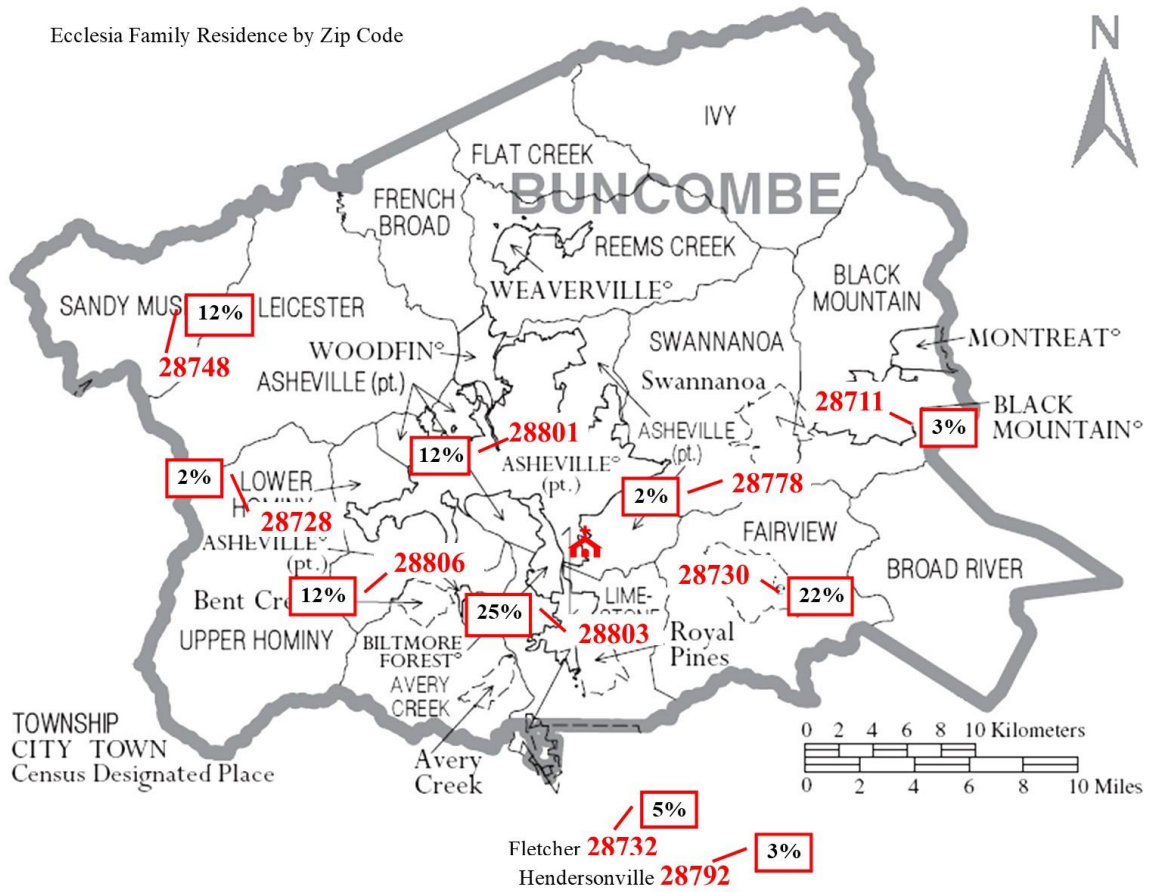 Ecclesia Family Residence by Zip Code
N
IVY
FLAT CREEK
BUNCOMBE
FRENCH
BROAD
REEMS CREEK
WEAVERVILLE°
BLACK
MOUNTAIN
SANDY MUS
12%
LEICESTER
28748
WOODFIN°
ASHEVILLE (pt.)
SWANNANOA
Swannanoa
MONTREAT°
28711
3%
BLACK
MOUNTAIN°
28801
12%
ASHEVILLE°
(pt.)
ASHEVILLE
(pt.)
2%
28778
2%
LOWER
HOMINY
28728
ASHEVILLE°
(pt.)
FAIRVIEW
BROAD RIVER
28806
12%
Bent Cre
28730
22%
LIME-
STONE
25%
28803
UPPER HOMINY
BILTMORE
FOREST°
Royal
Pines
AVERY
CREEK
Avery
Creek
TOWNSHIP
CITY TOWN
Census Designated Place
0 2 4 6 8 10 Kilometers
0 2 6 10 Miles
5%
Fletcher 28732
3%
Hendersonville 28792